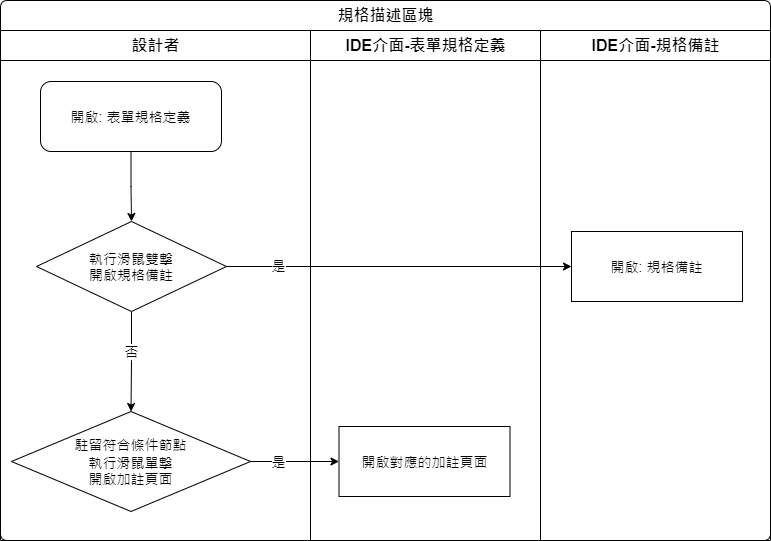 規格描述區塊
設計者
IDE介面-表單規格定義
IDE介面-規格備註
開啟: 表單規格定義
執行滑鼠雙擊
開啟規格備註
是
開啟: 規格備註
否
駐留符合條件節點
執行滑鼠單擊
開啟加註頁面
是
開啟對應的加註頁面